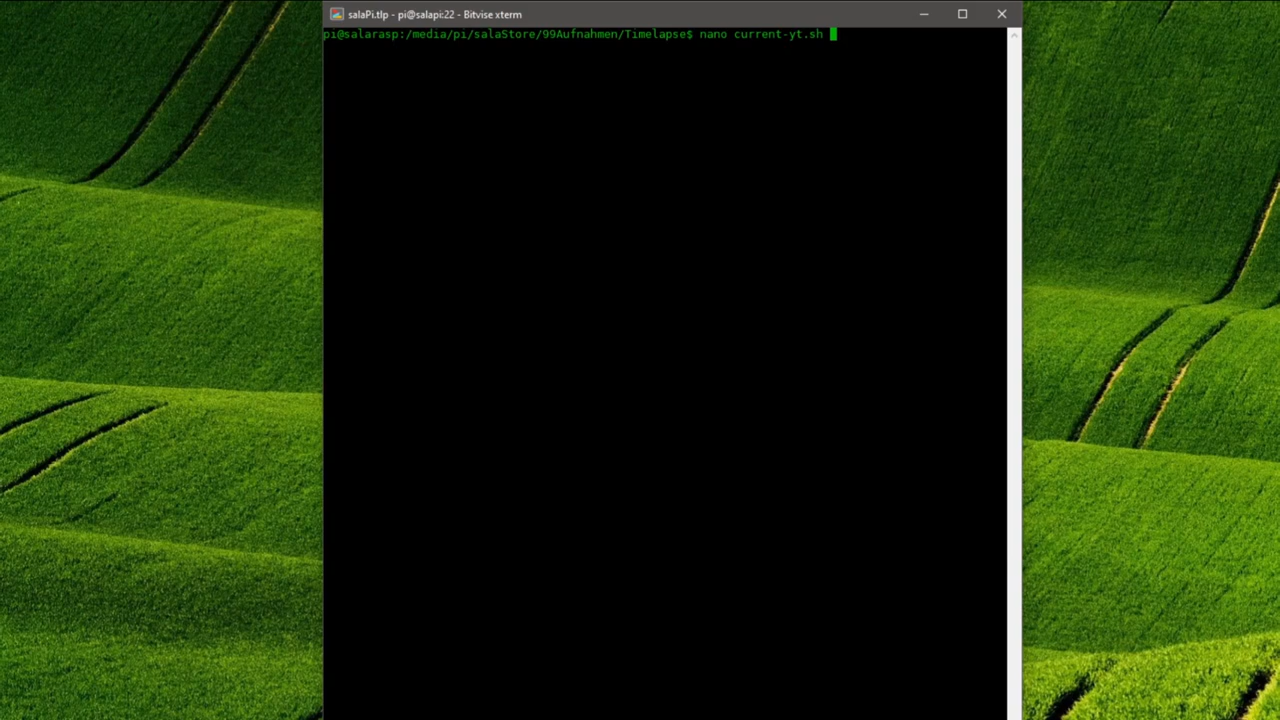 salaPi.tlp - pi@salapi:22 - Bitvise xterm
pi@salarasp:/media/pi/salaStore/99Aufnahmen/Timelapse$ nano current-yt.sh